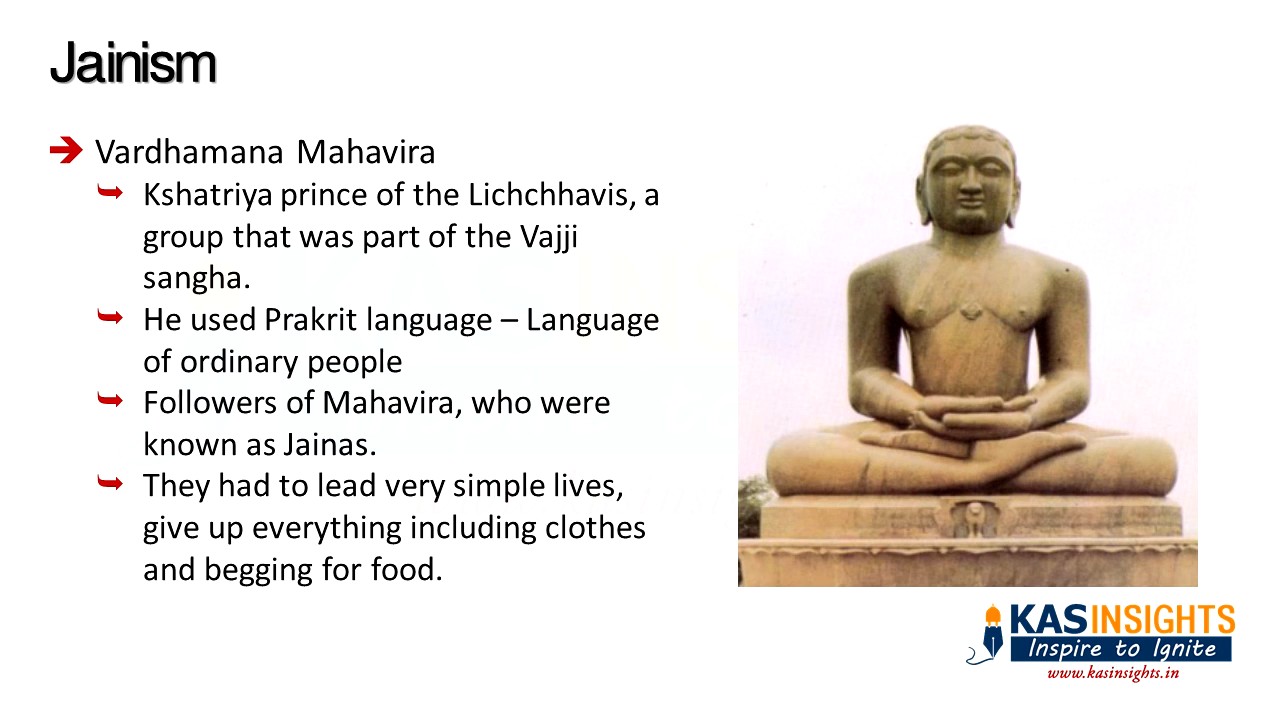 Jainism
Vardhamana Mahavira
Kshatriya prince of the Lichchhavis, a
group that was part of the Vajji
sangha.
He used Prakrit language – Language
of ordinary people
Followers of Mahavira, who were
known as Jainas.
They had to lead very simple lives,
give up everything including clothes
and begging for food.
KASINSIGHTS
Inspire to Ignite
www.kasinsights.in